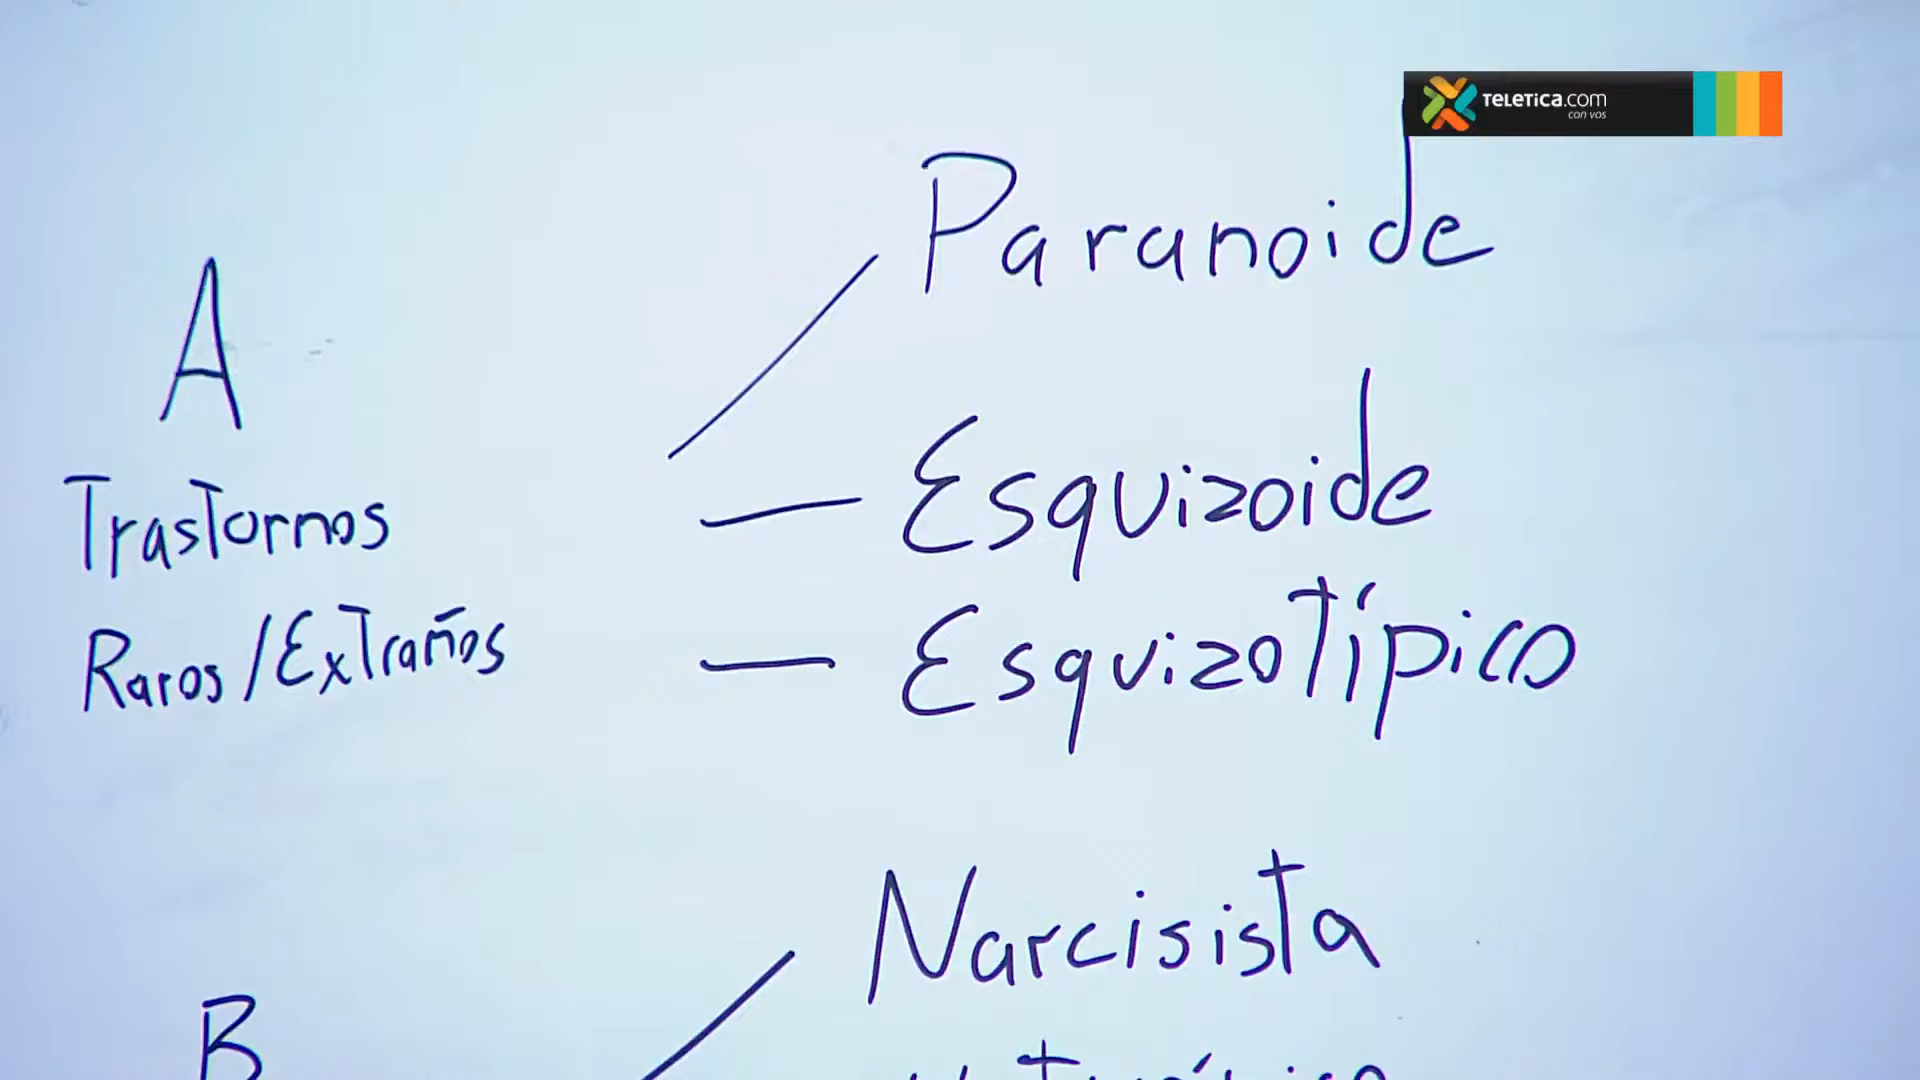 TELETICA.COM
con vos
Paranoide
A
Trastornos
Raros/Extraños
Esquizoide
Esquizotípico
Narcisista
B